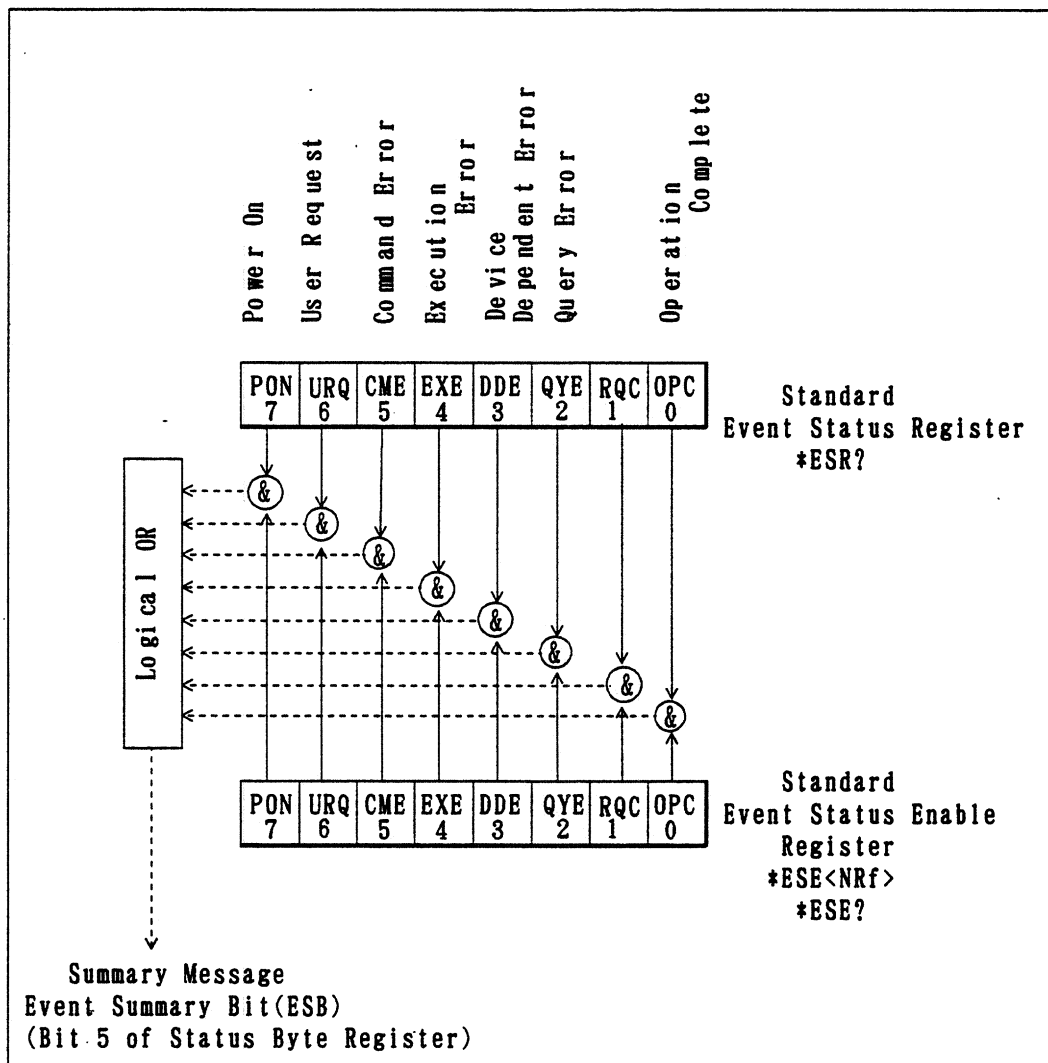 Power On
User Request
Command Error
Execution
Error
Device
Dependent Error
Query Error
Operation
Complete
PON URQ CME EXE DDE QYE RQC OPC
7 6 5 4 3 2 1 0
Standard
Event Status Register
*ESR?
Logical OR
&
&
&
&
&
&
&
&
PON URQ CME EXE DDE QYE RQC OPC
7 6 5 4 3 2 1 0
Standard
Event Status Enable
Register
*ESE<NRf>
*ESE?
Summary Message
Event Summary Bit(ESB)
(Bit 5 of Status Byte Register)